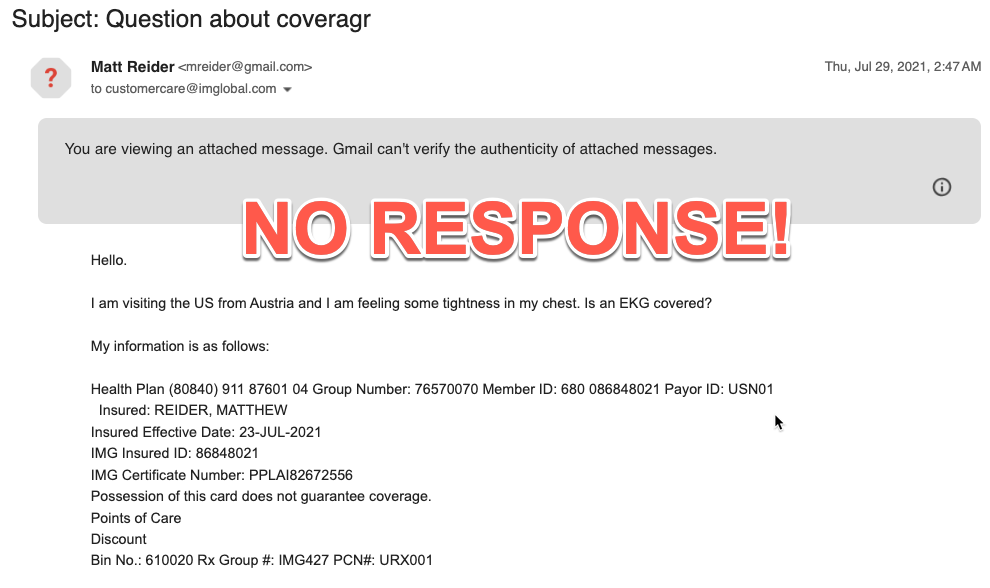 Subject: Question about coveragr
?
Matt Reider <mreider@gmail.com>
Thu, Jul 29, 2021, 2:47 AM
to customercare@imglobal.com
You are viewing an attached message. Gmail can't verify the authenticity of attached messages.
NO RESPONSE!
Hello.
I am visiting the US from Austria and I am feeling some tightness in my chest. Is an EKG covered?
My information is as follows:
Health Plan (80840) 911 87601 04 Group Number: 76570070 Member ID: 680 086848021 Payor ID: USN01
Insured: REIDER, MATTHEW
Insured Effective Date: 23-JUL-2021
IMG Insured ID: 86848021
IMG Certificate Number: PPLAI82672556
Possession of this card does not guarantee coverage.
Points of Care
Discount
Bin No.: 610020 Rx Group #: IMG427 PCN#: URX001